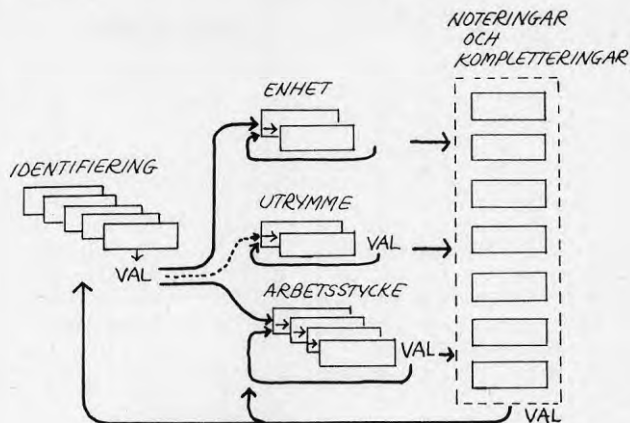 NOTERINGAR
OCH
KOMPLETTERINGAR
ENHET
IDENTIFIERING
UTRYMME
VAL
VAL
ARBETSSTYCKE
VAL
VAL